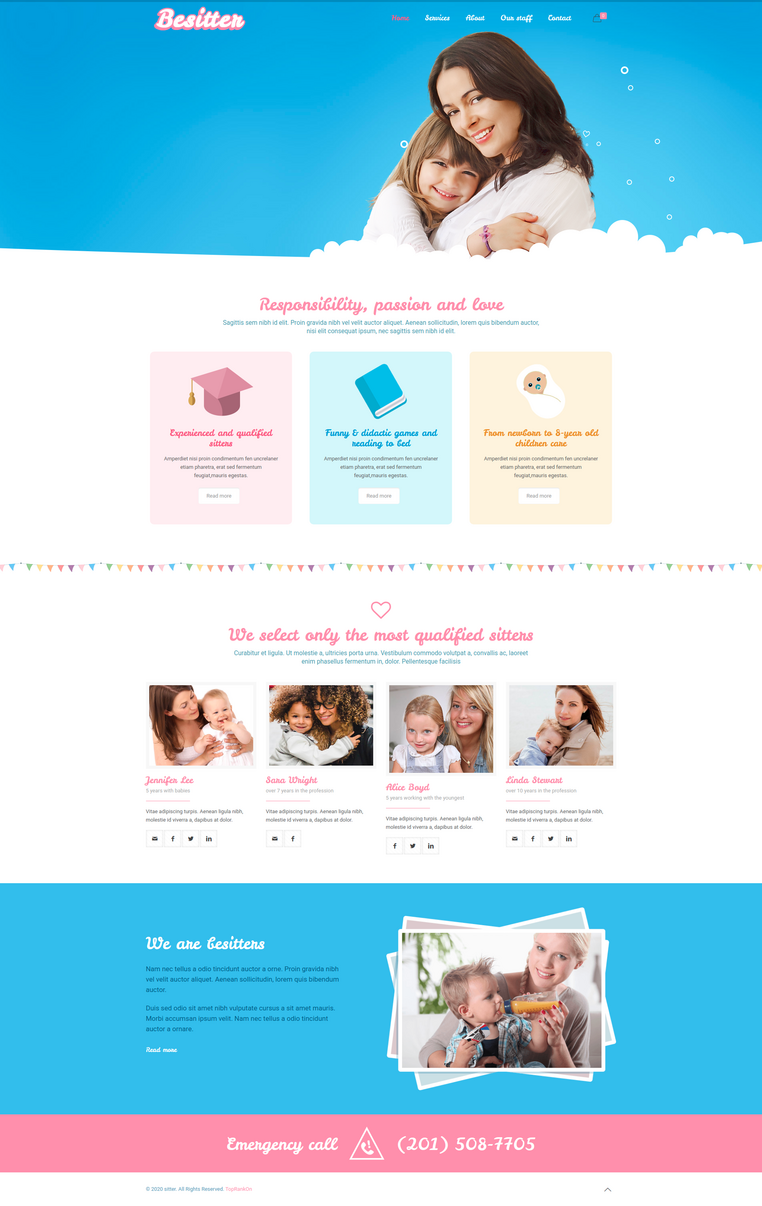 Besitter
Home Services About Our staff Contact
0
Responsibility, passion and love
Sagittis sem nibh id elit. Proin gravida nibh vel velit auctor aliquet. Aenean sollicitudin, lorem quis bibendum auctor,
nisi elit consequat ipsum, nec sagittis sem nibh id elit.
Experienced and qualified
sitters
Amperdiet nisi proin condimentum fen uncnelaner
etiam pharetra, erat sed fermentum
feugiat,mauris egestas.
Read more
Funny & didactic games and
reading to bed
Amperdiet nisi proin condimentum fen uncnelaner
etiam pharetra, erat sed fermentum
feugiat,mauris egestas.
Read more
From newborn to 8-year old
children care
Amperdiet nisi proin condimentum fen uncnelaner
etiam pharetra, erat sed fermentum
feugiat,mauris egestas.
Read more
We select only the most qualified sitters
Curabitur et ligula. Ut molestie a, ultricies porta urna. Vestibulum commodo volutpat a, convallis ac, laoreet
enim phasellus fermentum in, dolor. Pellentesque facilisis
Jennifer Lee
5 years with babies
Vitae adipiscing turpis. Aenean ligula nibh,
molestie id viverra a, dapibus at dolor.
Sara Wright
over 7 years in the profession
Vitae adipiscing turpis. Aenean ligula nibh,
molestie id viverra a, dapibus at dolor.
Alice Boyd
5 years working with the youngest
Vitae adipiscing turpis. Aenean ligula nibh,
molestie id viverra a, dapibus at dolor.
Linda Stewart
over 10 years in the profession
Vitae adipiscing turpis. Aenean ligula nibh,
molestie id viverra a, dapibus at dolor.
We are besitters
Nam nec tellus a odio tincidunt auctor a orne. Proin gravida nibh
vel velit auctor aliquet. Aenean sollicitudin, lorem quis bibendum
auctor.
Duis sed odio sit amet nibh vulputate cursus a sit amet mauris.
Morbi accumsan ipsum velit. Nam nec tellus a odio tincidunt
auctor a ornare.
Read more
Emergency call (201) 508-7705
© 2020 sitter. All Rights Reserved. TopRankOn